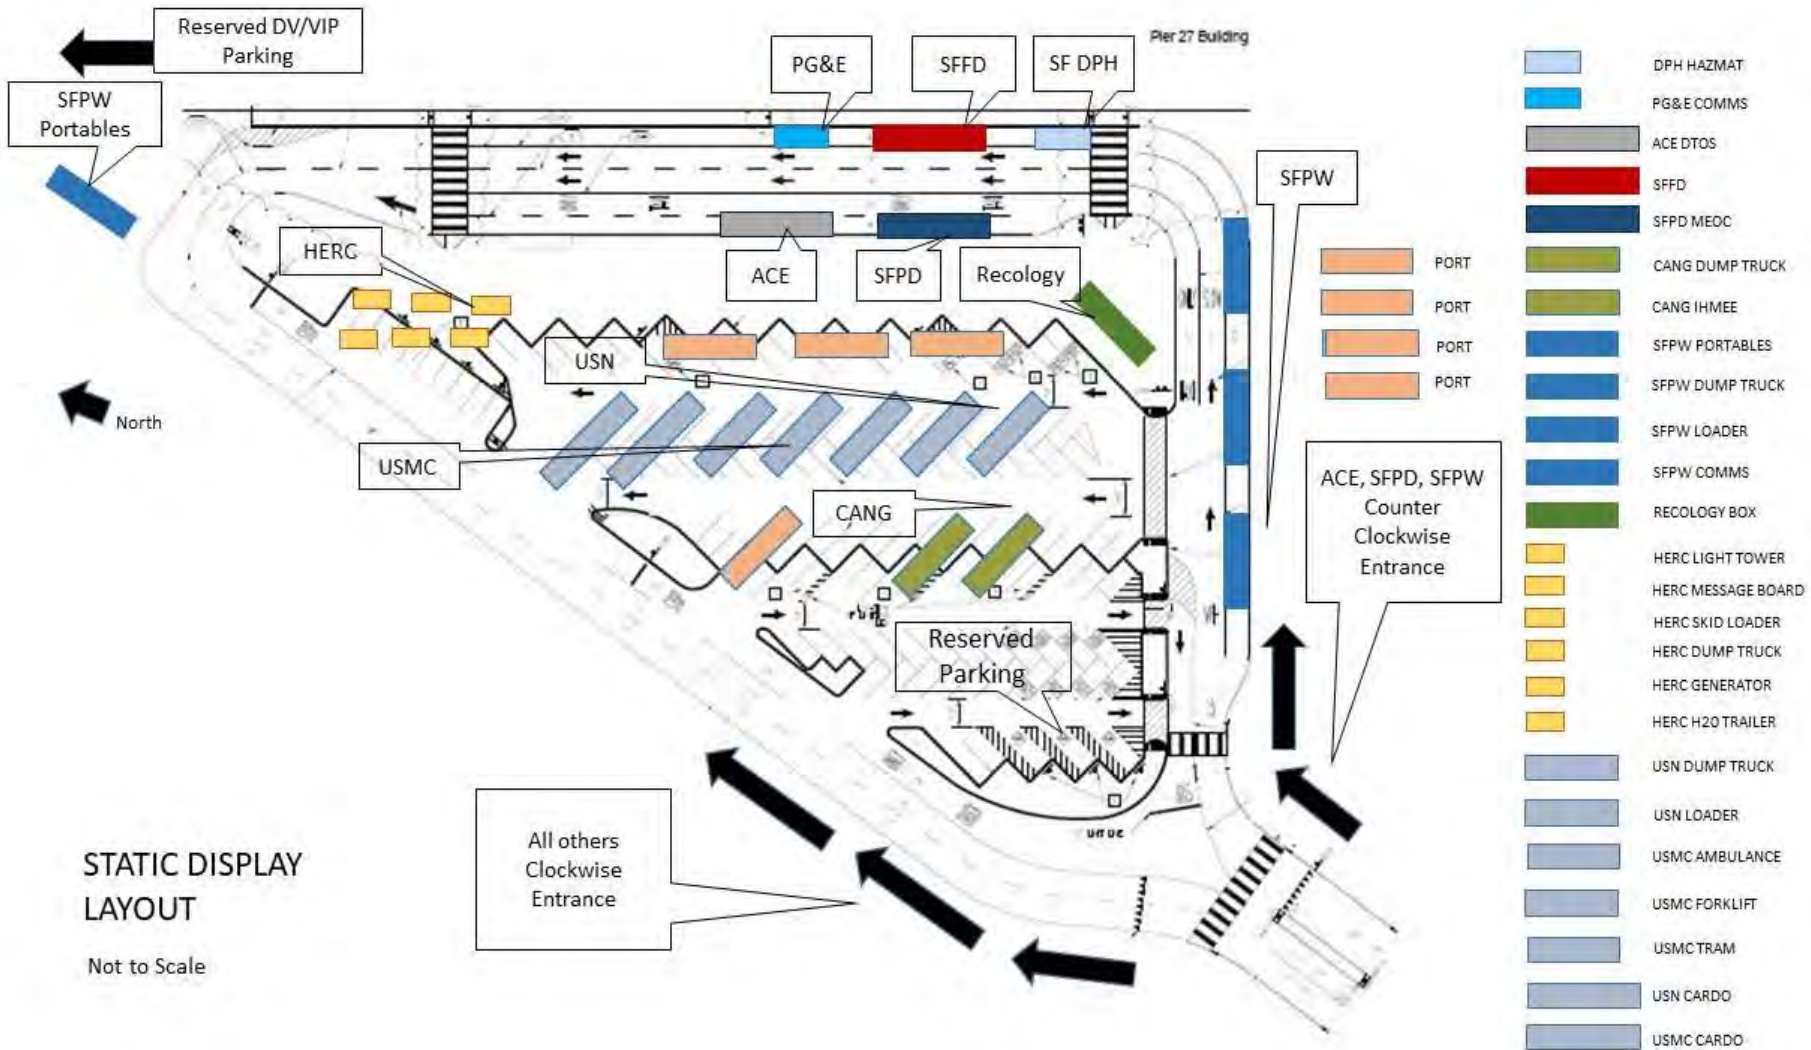 Reserved DV/VIP
Parking
SFPW
Portables
PG&E
SFFD
SF DPH
Pier 27 Building
SFPW
HERC
ACE
SFPD
Recology
USN
USMC
CANG
North
Reserved
Parking
ACE, SFPD, SFPW
Counter
Clockwise
Entrance
All others
Clockwise
Entrance
STATIC DISPLAY
LAYOUT
Not to Scale
PORT
PORT
PORT
PORT
DPH HAZMAT
PG&E COMMS
ACE DTOS
SFFD
SFPD MEOC
CANG DUMP TRUCK
CANG IHMEE
SFPW PORTABLES
SFPW DUMP TRUCK
SFPW LOADER
SFPW COMMS
RECOLOGY BOX
HERC LIGHT TOWER
HERC MESSAGE BOARD
HERC SKID LOADER
HERC DUMP TRUCK
HERC GENERATOR
HERC H20 TRAILER
USN DUMP TRUCK
USN LOADER
USMC AMBULANCE
USMC FORKLIFT
USMC TRAM
USN CARDO
USMC CARDO